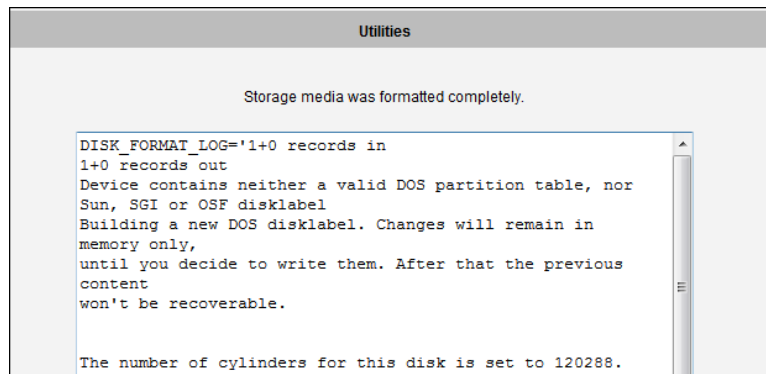 Utilities
Storage media was formatted completely.
DISK_FORMAT_LOG='1+0 records in
1+0 records out
Device contains neither a valid DOS partition table, nor
Sun, SGI or OSF disklabel
Building a new DOS disklabel. Changes will remain in
memory only,
until you decide to write them. After that the previous
content
won't be recoverable.
The number of cylinders for this disk is set to 120288.